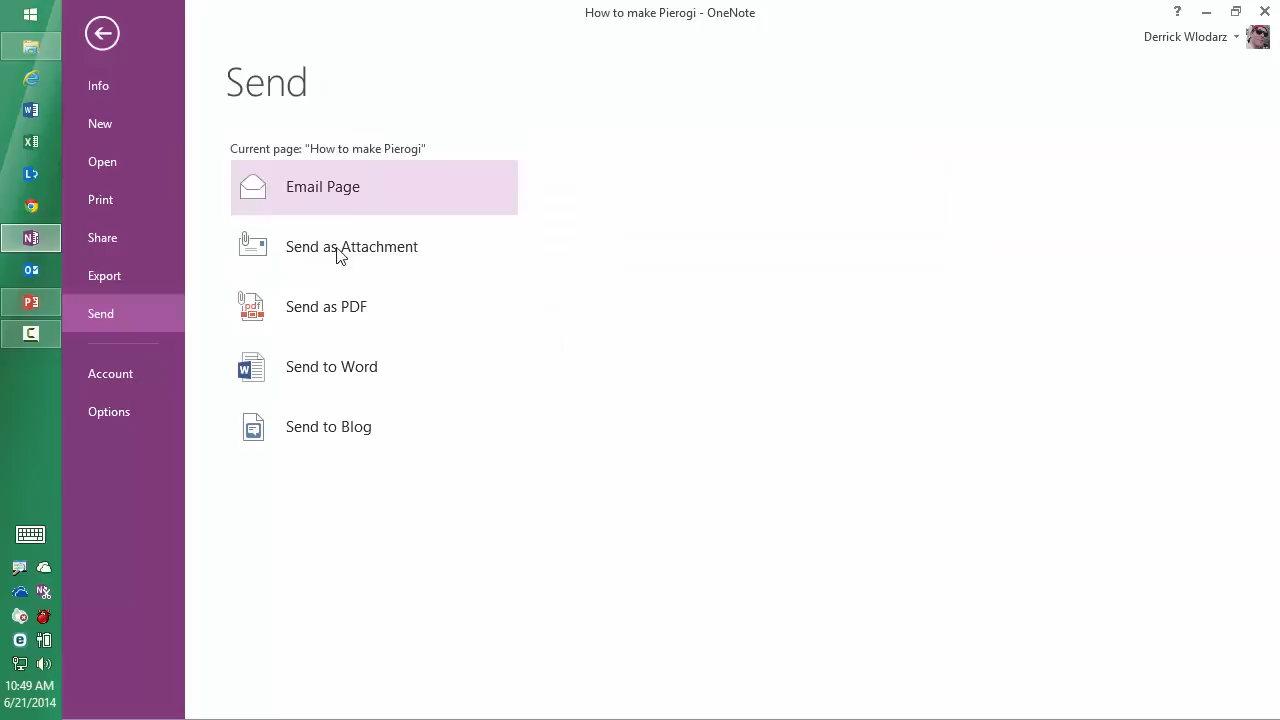 How to make Pierogi - OneNote
?
Derrick Wlodarz
Info
New
Open
Print
Share
Export
Send
Account
Options
Send
Current page: "How to make Pierogi"
Email Page
Send as Attachment
pdf
Send as PDF
W
Send to Word
Send to Blog
10:49 AM
6/21/2014